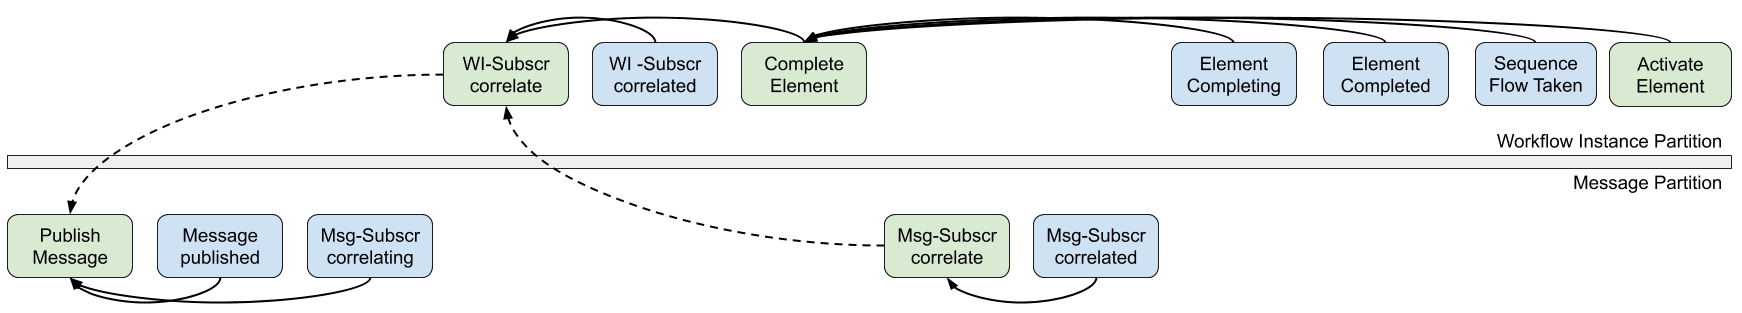 WI-Subscr
correlate
WI -Subscr
correlated
Complete
Element
Element
Completing
Element
Completed
Sequence
Flow Taken
Activate
Element
Workflow Instance Partition
Message Partition
Publish
Message
Message
published
Msg-Subscr
correlating
Msg-Subscr
correlate
Msg-Subscr
correlated